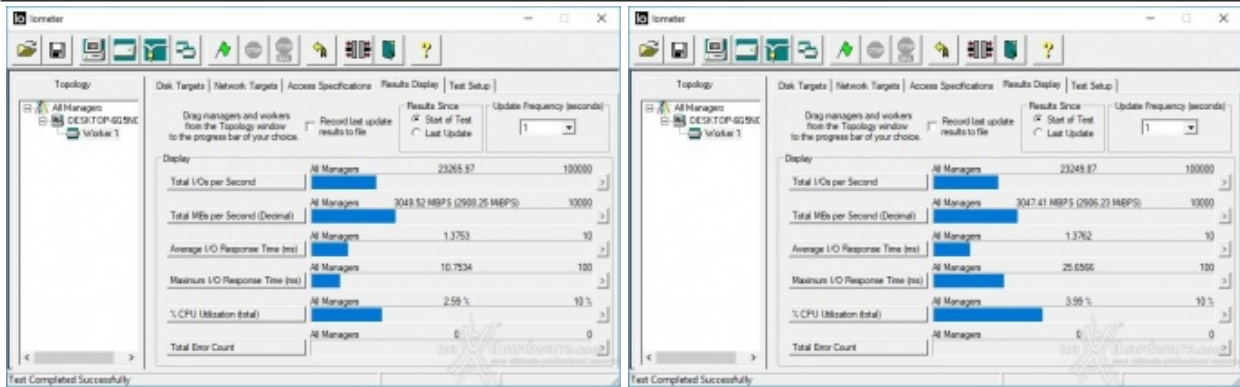 Iometer
Topology
All Managers
DESKTOP-915NC
Worker 1
Disk Targets | Network Targets | Access Specifications | Results Display | Test Setup
Drag managers and workers
from the Topology window
to the progress bar of your choice.
Record last update
results to file
Results Since
Start of Test
Last Update
Update Frequency (seconds)
1
Display
All Managers 23265.97 100000
Total I/Os per Second
All Managers 3049.52 MBPS (2908.25 MiBPS) 10000
Total MBs per Second (Decimal)
All Managers 1.3753 10
Average I/O Response Time (ms)
All Managers 10.7534 100
Maximum I/O Response Time (ms)
All Managers 2.59 % 10 %
% CPU Utilization (total)
All Managers 0 0
Total Error Count
Test Completed Successfully
Iometer
Topology
All Managers
DESKTOP-915NC
Worker 1
Disk Targets | Network Targets | Access Specifications | Results Display | Test Setup
Drag managers and workers
from the Topology window
to the progress bar of your choice.
Record last update
results to file
Results Since
Start of Test
Last Update
Update Frequency (seconds)
1
Display
All Managers 23249.87 100000
Total I/Os per Second
All Managers 3047.41 MBPS (2906.23 MiBPS) 10000
Total MBs per Second (Decimal)
All Managers 1.3762 10
Average I/O Response Time (ms)
All Managers 25.6566 100
Maximum I/O Response Time (ms)
All Managers 3.99 % 10 %
% CPU Utilization (total)
All Managers 0 0
Total Error Count
Test Completed Successfully